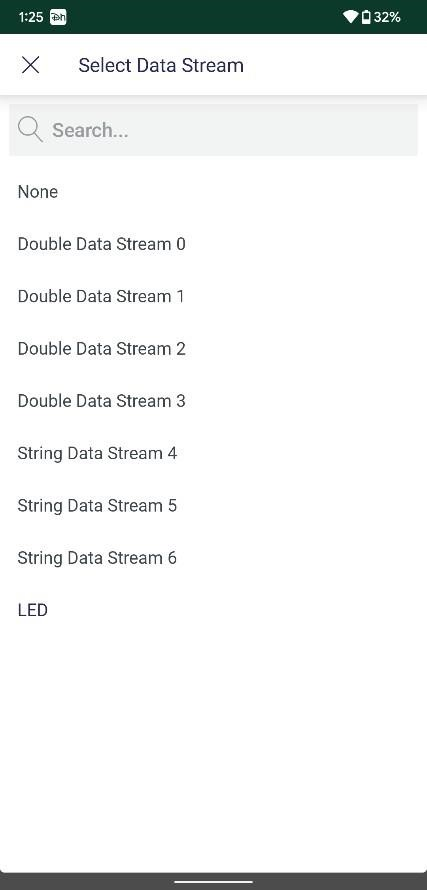 1:25 32%
Select Data Stream
Search...
None
Double Data Stream 0
Double Data Stream 1
Double Data Stream 2
Double Data Stream 3
String Data Stream 4
String Data Stream 5
String Data Stream 6
LED